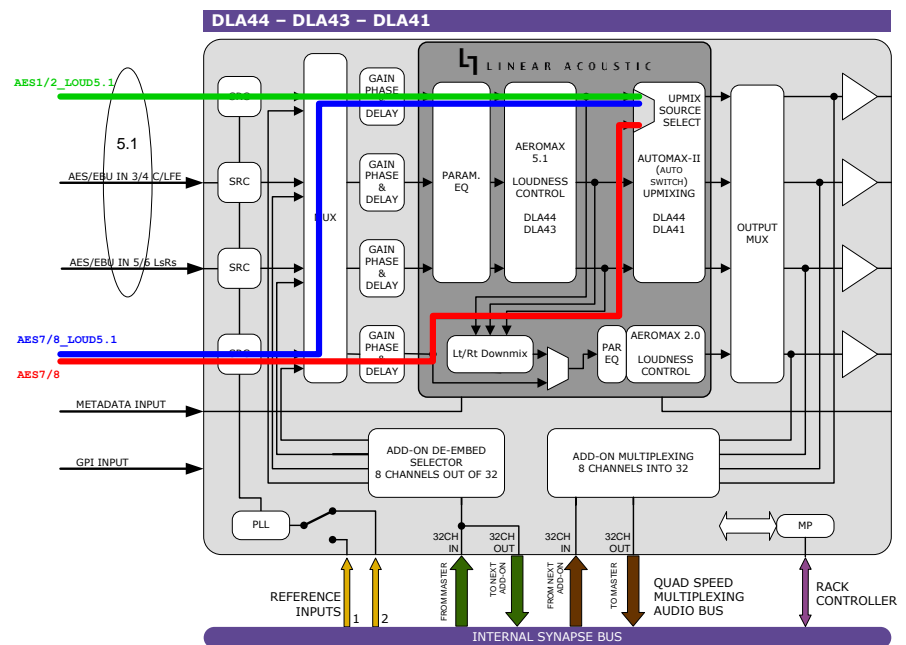 DLA44 – DLA43 – DLA41
LINEAR ACOUSTIC
AES1/2_LOUD5.1
5.1
AES/EBU IN 3/4 C/LFE
AES/EBU IN 5/6 LsRs
AES7/8_LOUD5.1
AES7/8
METADATA INPUT
GPI INPUT
SRC
SRC
GAIN
PHASE
&
DELAY
GAIN
PHASE
&
DELAY
GAIN
PHASE
&
DELAY
GAIN
PHASE
&
DELAY
PARAM.
EQ
AEROMAX
5.1
LOUDNESS
CONTROL
DLA44
DLA43
UPMIX
SOURCE
SELECT
AUTOMAX-II
(AUTO
SWITCH)
UPMIXING
DLA44
DLA41
OUTPUT
MUX
Lt/Rt Downmix
PAR
EQ
AEROMAX 2.0
LOUDNESS
CONTROL
ADD-ON DE-EMBED
SELECTOR
8 CHANNELS OUT OF 32
ADD-ON MULTIPLEXING
8 CHANNELS INTO 32
PLL
MP
32CH
IN
32CH
OUT
32CH
IN
32CH
OUT
REFERENCE
INPUTS
1
2
FROM MASTER
TO NEXT
ADD-ON
FROM NEXT
ADD-ON
TO MASTER
QUAD SPEED
MULTIPLEXING
AUDIO BUS
RACK
CONTROLLER
INTERNAL SYNAPSE BUS